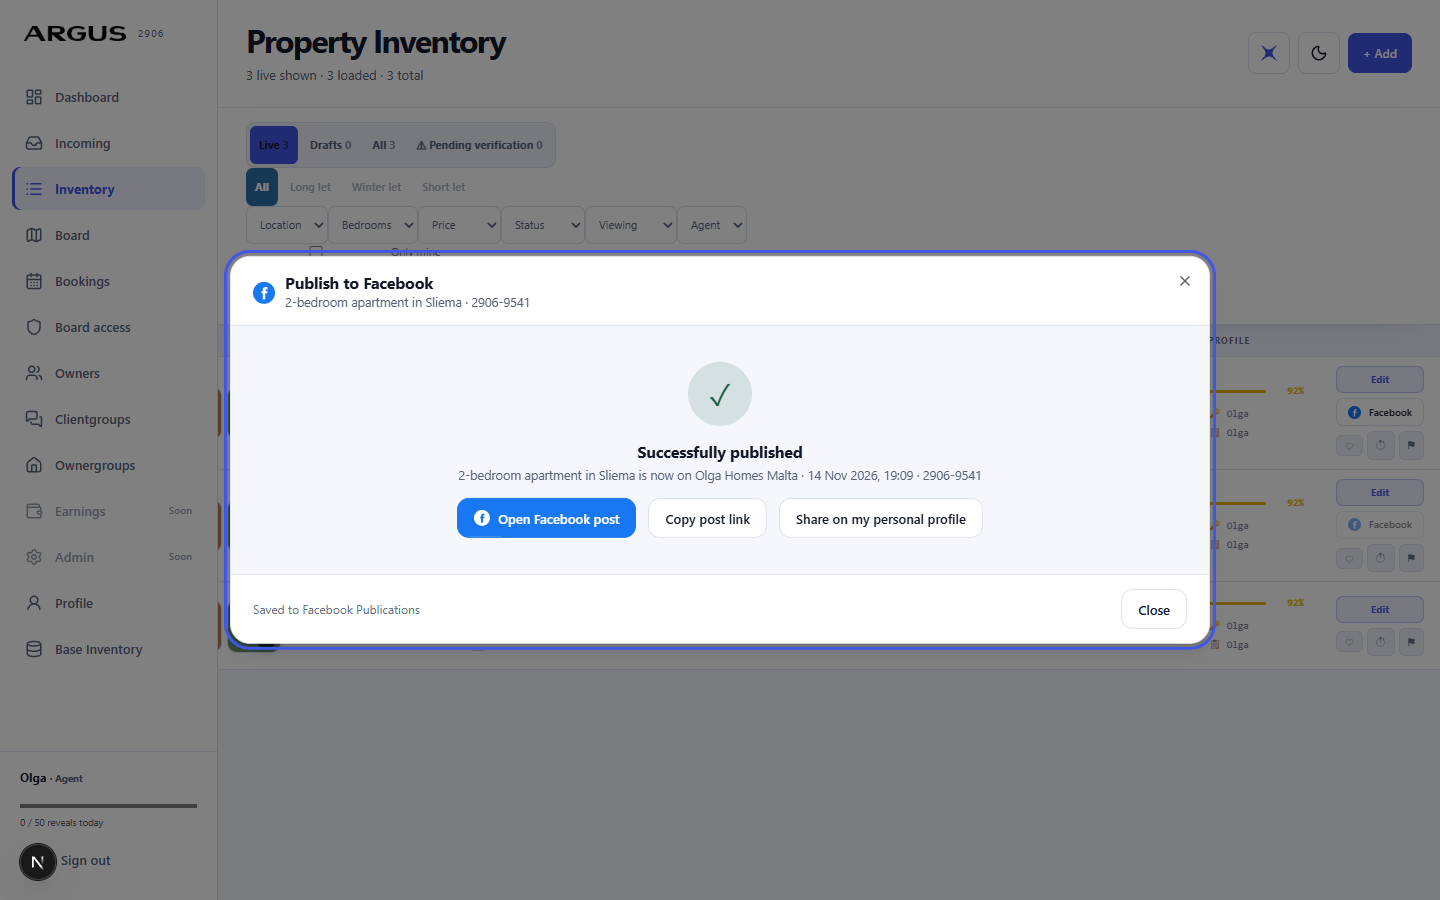 ARGUS 2906
Dashboard
Incoming
Inventory
Board
Bookings
Board access
Owners
Clientgroups
Ownergroups
Earnings Soon
Admin Soon
Profile
Base Inventory
Olga · Agent
0 / 50 reveals today
N Sign out
Property Inventory
3 live shown · 3 loaded · 3 total
+ Add
Live 3 Drafts 0 All 3 ⚠ Pending verification 0
All Long let Winter let Short let
Location Bedrooms Price Status Viewing Agent
Only mine
Publish to Facebook
2-bedroom apartment in Sliema · 2906-9541
✓
Successfully published
2-bedroom apartment in Sliema is now on Olga Homes Malta · 14 Nov 2026, 19:09 · 2906-9541
Open Facebook post Copy post link Share on my personal profile
Saved to Facebook Publications
Close
PROFILE
92% Edit
Olga Facebook
Olga
92% Edit
Olga Facebook
Olga
92% Edit
Olga
Olga